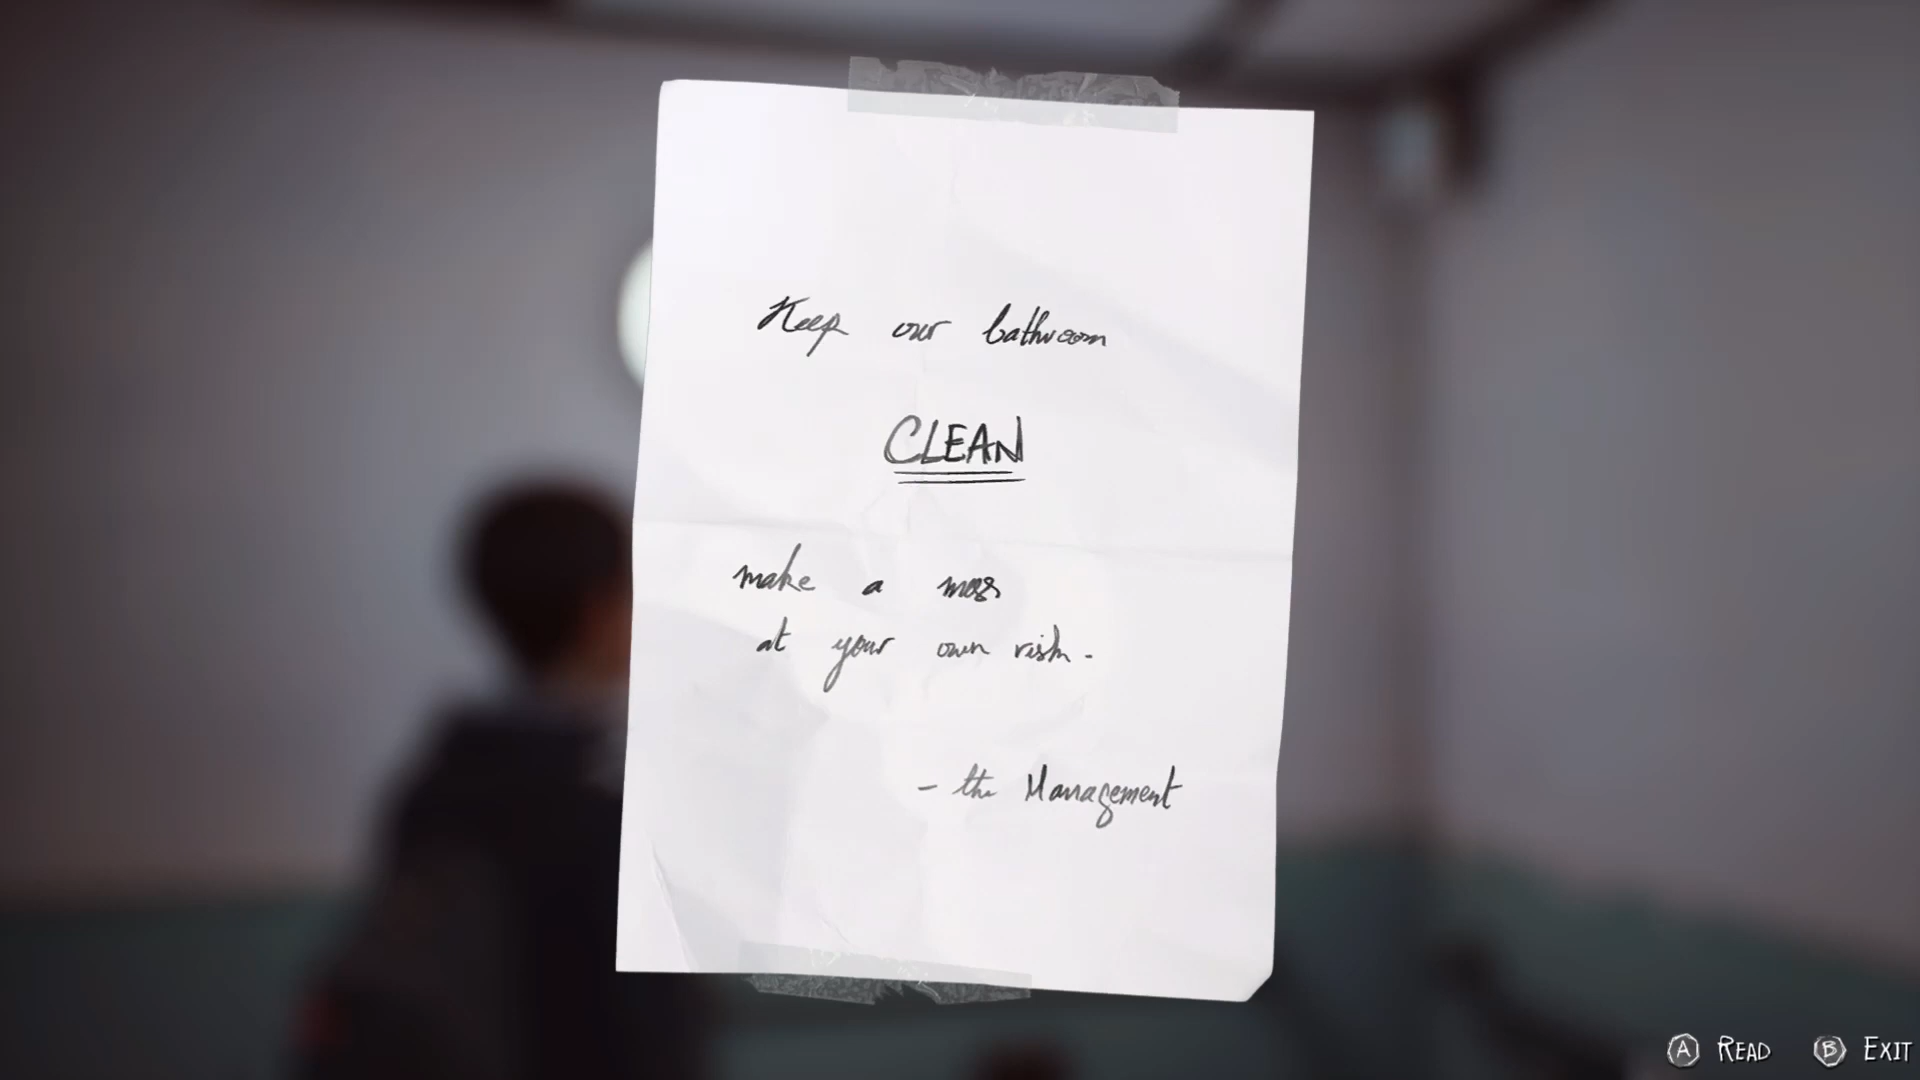 Keep our bathroom
CLEAN
make a mess
at your own risk.
- the Management
A READ B EXIT